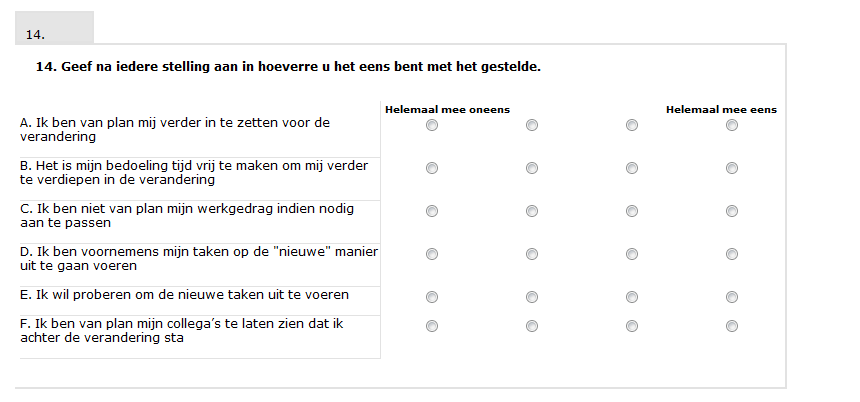 14.
14. Geef na iedere stelling aan in hoeverre u het eens bent met het gestelde.
Helemaal mee oneens
Helemaal mee eens
A. Ik ben van plan mij verder in te zetten voor de
verandering
B. Het is mijn bedoeling tijd vrij te maken om mij verder
te verdiepen in de verandering
C. Ik ben niet van plan mijn werkgedrag indien nodig
aan te passen
D. Ik ben voornemens mijn taken op de "nieuwe" manier
uit te gaan voeren
E. Ik wil proberen om de nieuwe taken uit te voeren
F. Ik ben van plan mijn collega’s te laten zien dat ik
achter de verandering sta